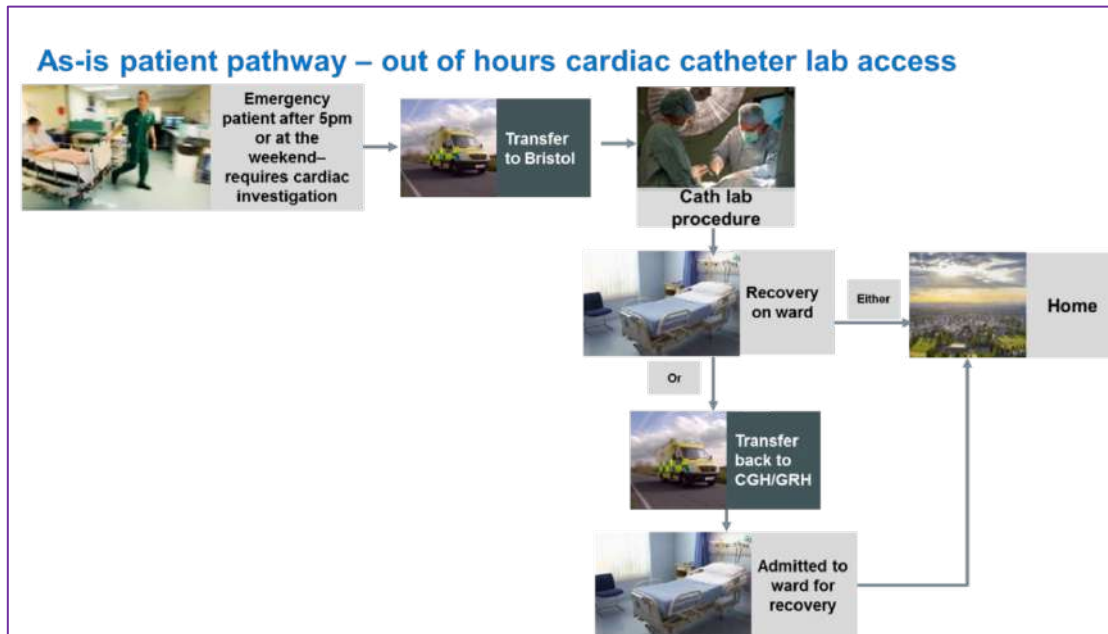 As-is patient pathway – out of hours cardiac catheter lab access
Emergency
patient after 5pm
or at the
weekend–
requires cardiac
investigation
Transfer
to Bristol
Cath lab
procedure
Recovery
on ward
Either
Home
Or
Transfer
back to
CGH/GRH
Admitted to
ward for
recovery